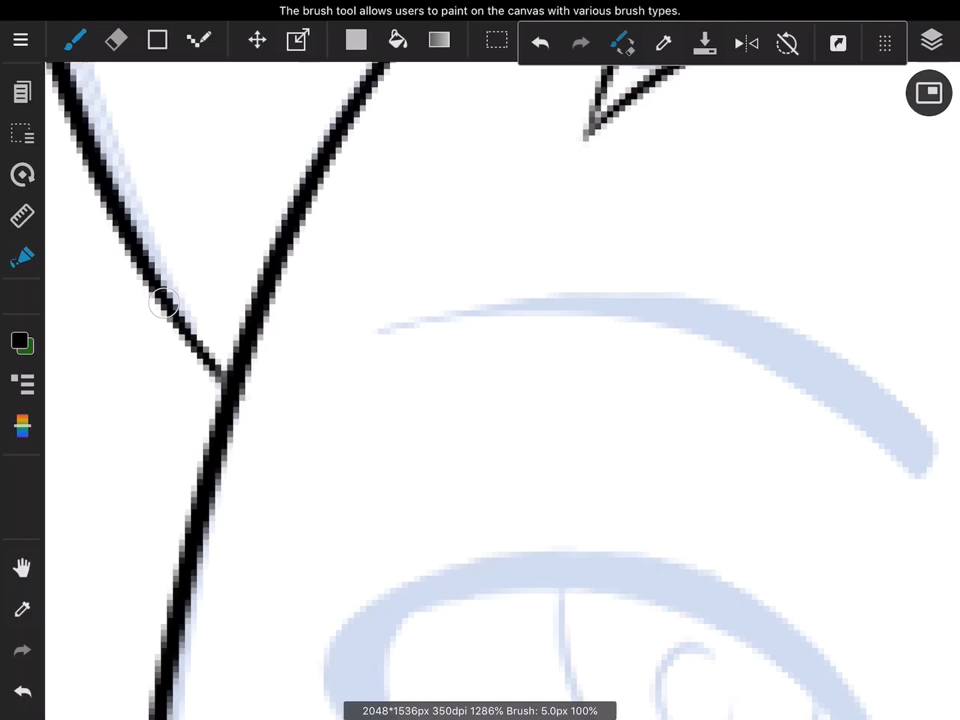 The brush tool allows users to paint on the canvas with various brush types.
2048*1536px 350dpi 1286% Brush: 5.0px 100%